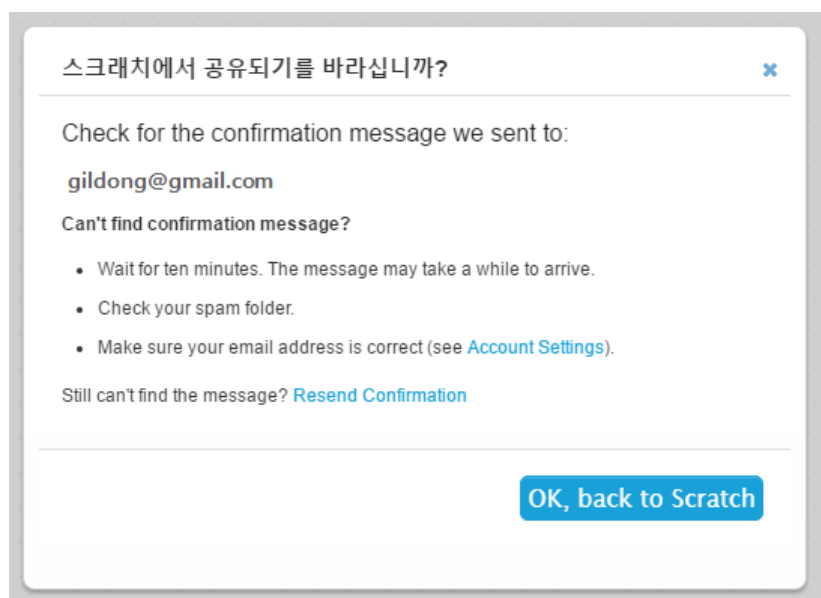 스크래치에서 공유되기를 바라십니까?
Check for the confirmation message we sent to:
gildong@gmail.com
Can't find confirmation message?
• Wait for ten minutes. The message may take a while to arrive.
• Check your spam folder.
• Make sure your email address is correct (see Account Settings).
Still can't find the message? Resend Confirmation
OK, back to Scratch